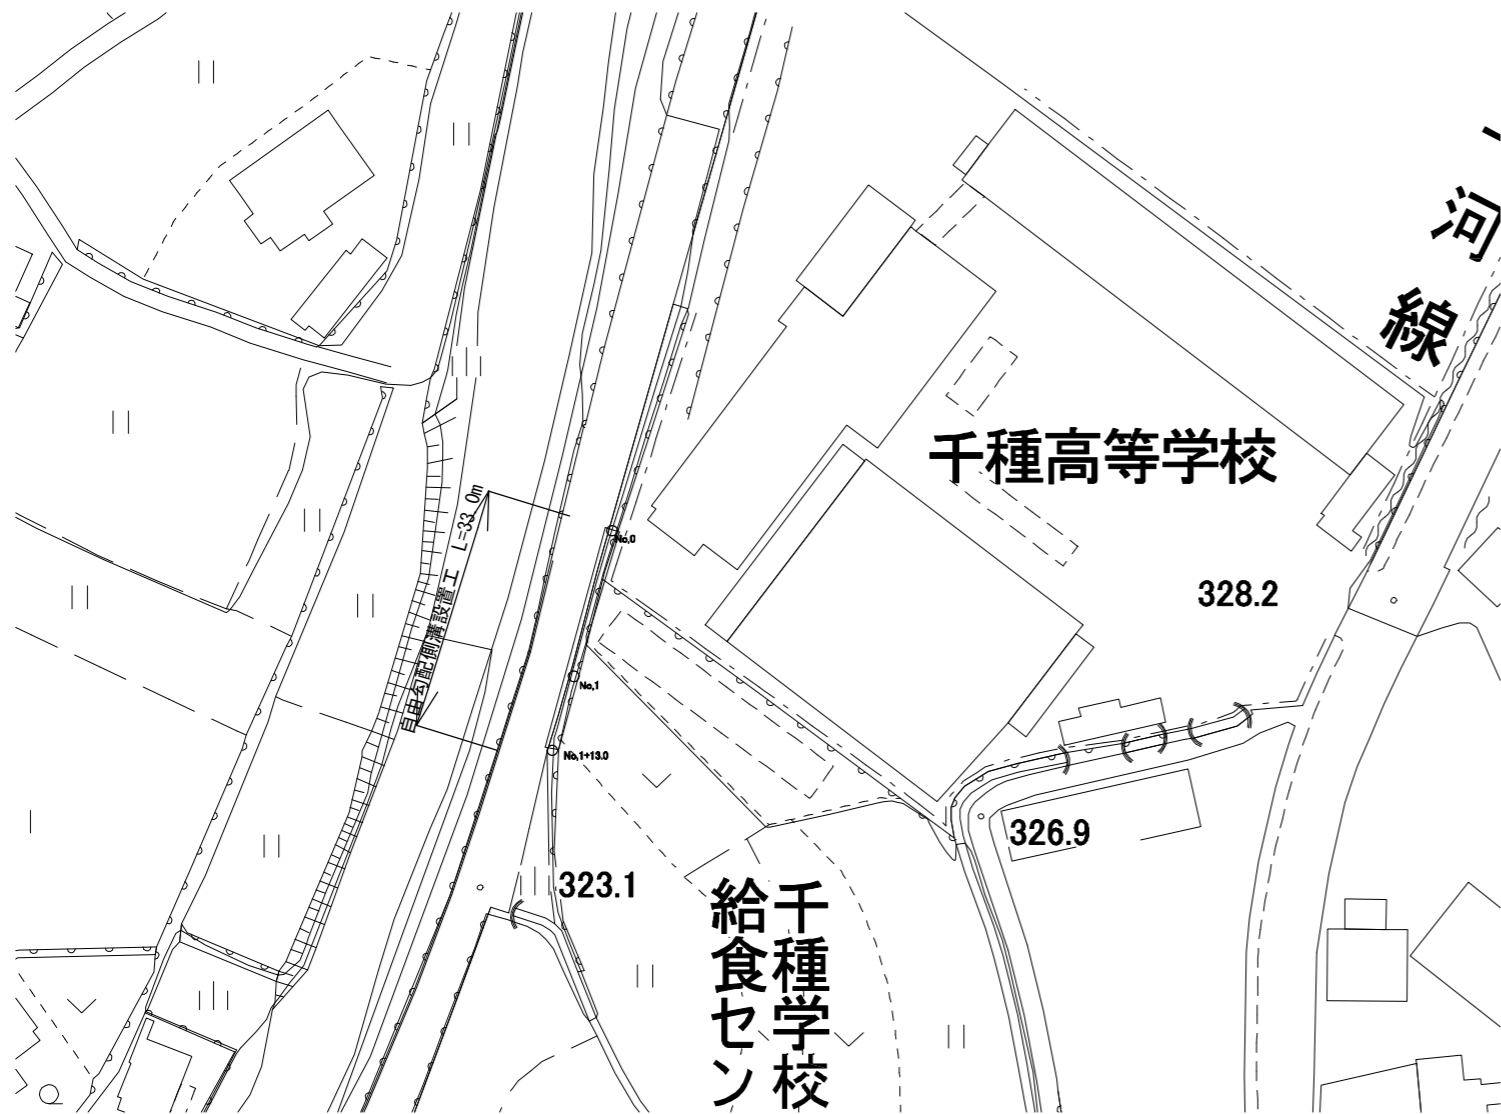 河
線
千種高等学校
自由勾配側溝設置工 L=33.0m
No,0
328.2
No,1
No,1+13.0
326.9
323.1
千種学校
給食セン